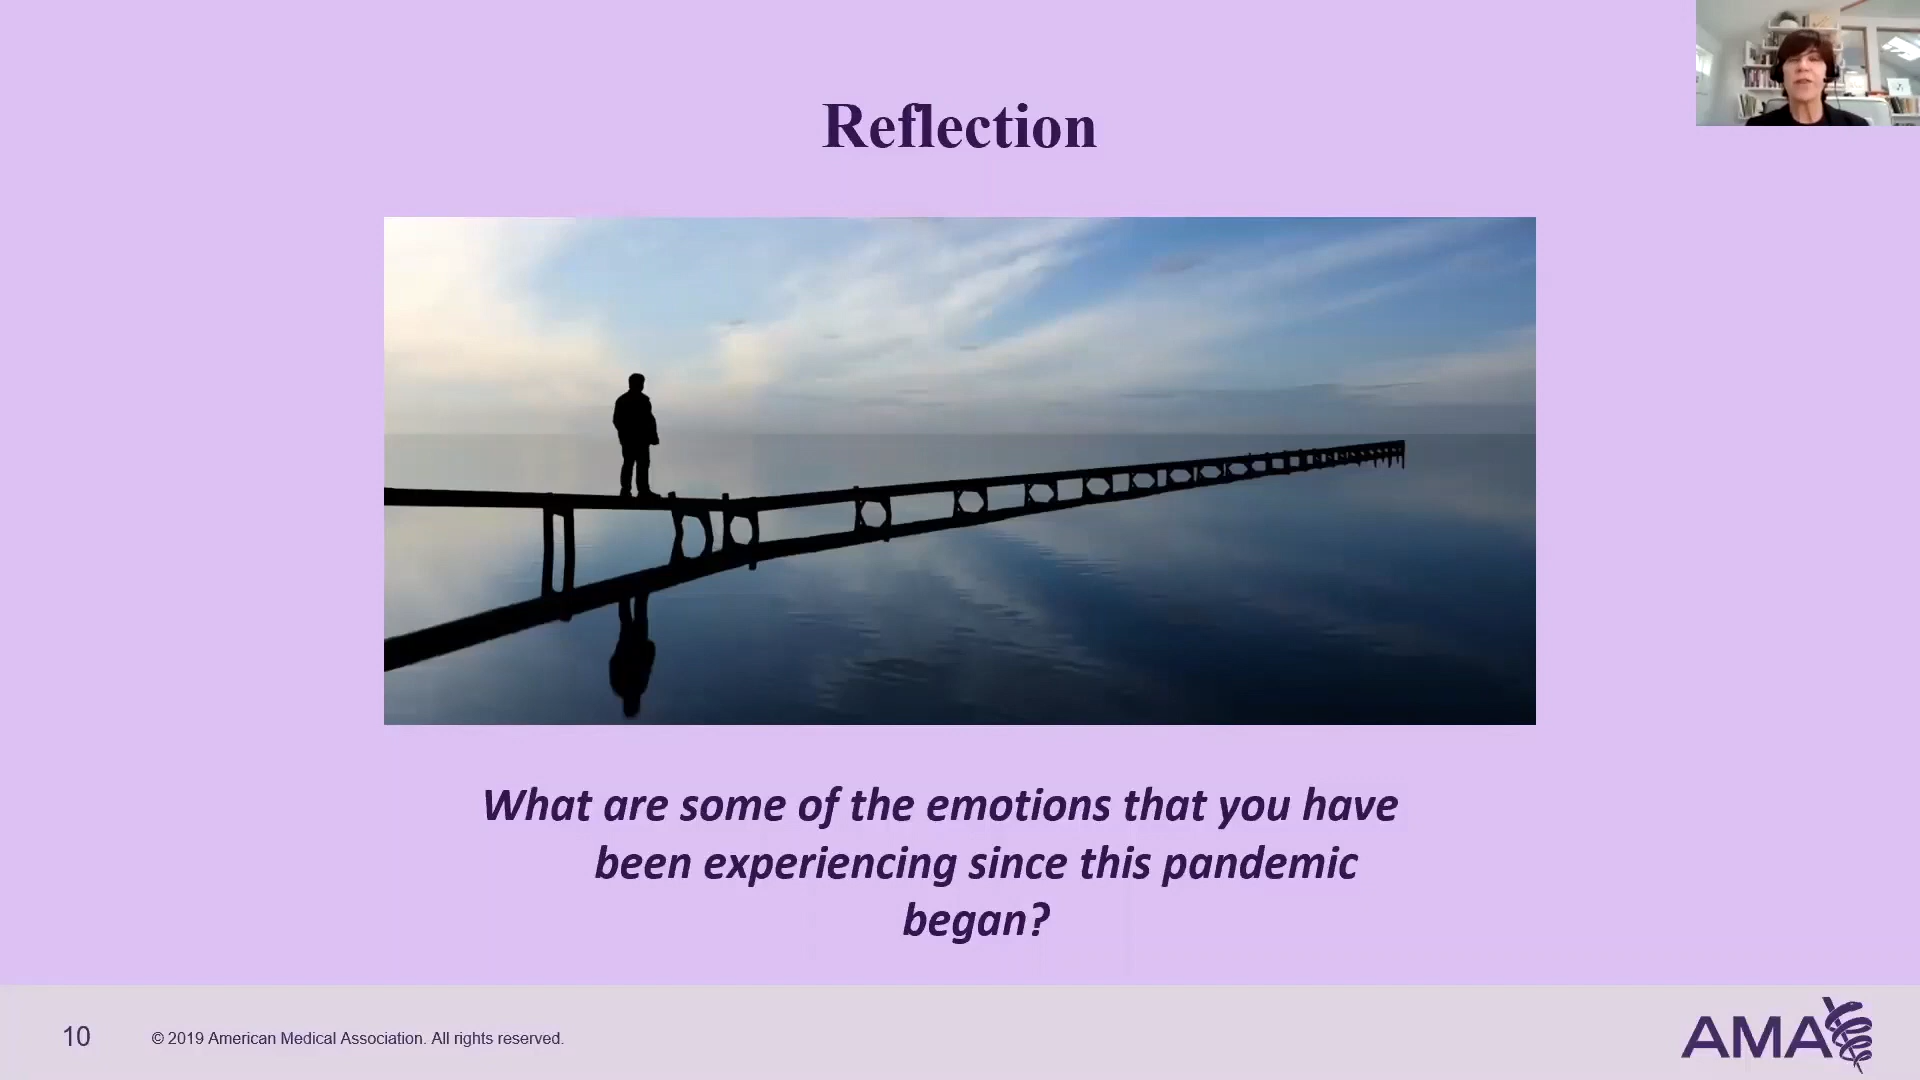 Reflection
What are some of the emotions that you have
been experiencing since this pandemic
began?
10
© 2019 American Medical Association. All rights reserved.
AMA